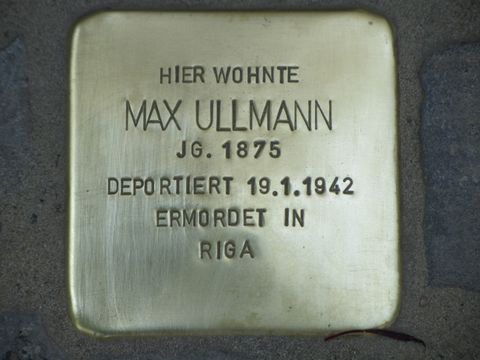 HIER WOHNTE
MAX ULLMANN
JG. 1875
DEPORTIERT 19.1.1942
ERMORDET IN
RIGA